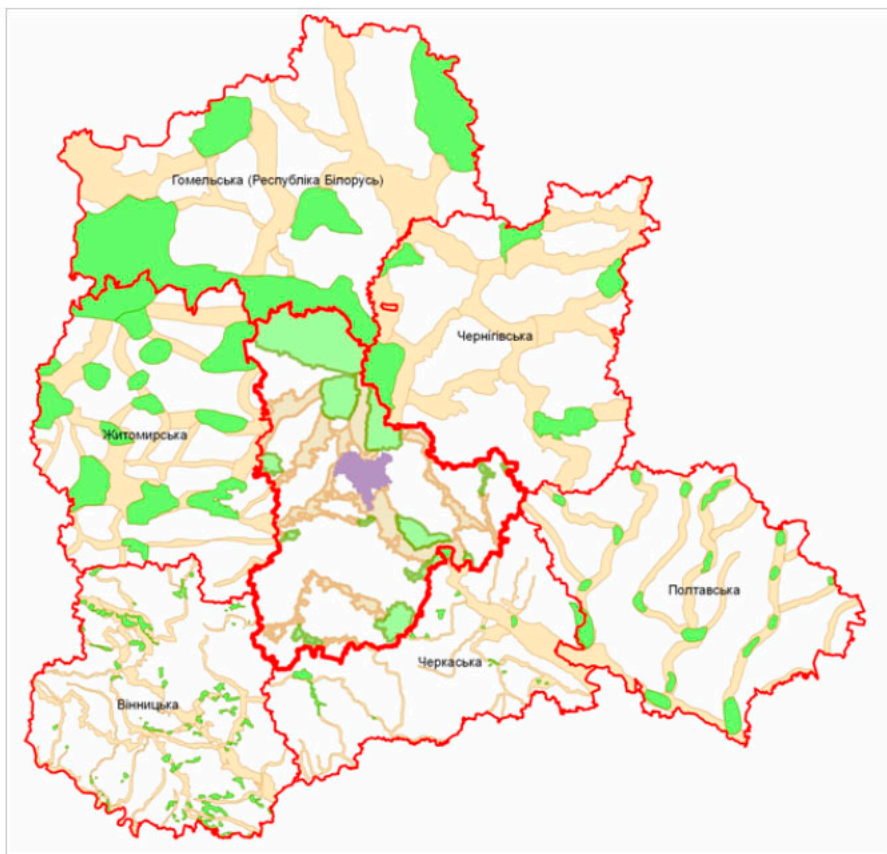 Гомельська (Республіка Білорусь)
Чернігівська
Житомирська
Полтавська
Черкаська
Вінницька